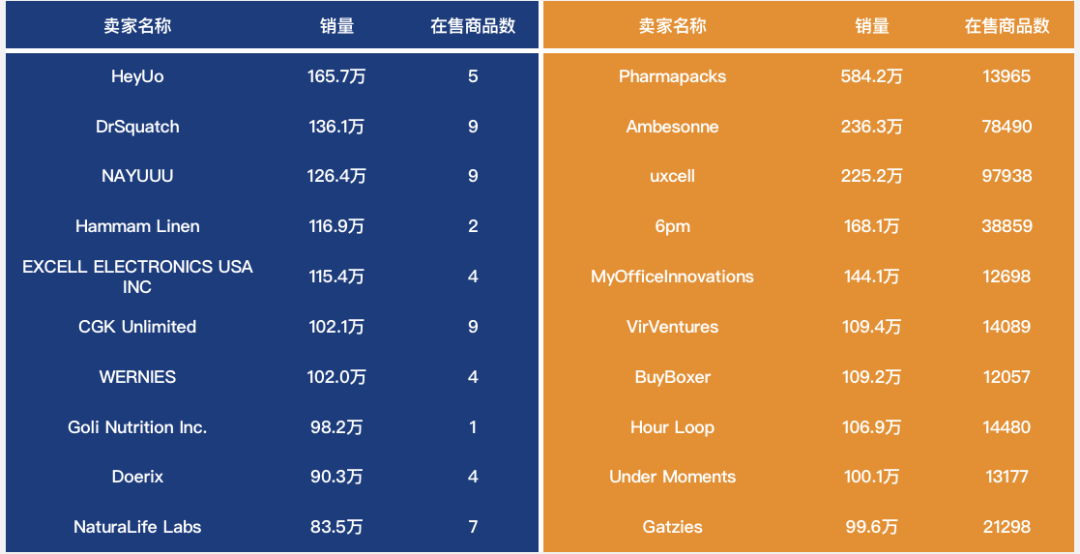 卖家名称 销量 在售商品数
HeyUo 165.7万 5
DrSquatch 136.1万 9
NAYUUU 126.4万 9
Hammam Linen 116.9万 2
EXCELL ELECTRONICS USA
INC 115.4万 4
CGK Unlimited 102.1万 9
WERNIES 102.0万 4
Goli Nutrition Inc. 98.2万 1
Doerix 90.3万 4
NaturaLife Labs 83.5万 7
卖家名称 销量 在售商品数
Pharmapacks 584.2万 13965
Ambesonne 236.3万 78490
uxcell 225.2万 97938
6pm 168.1万 38859
MyOfficeInnovations 144.1万 12698
VirVentures 109.4万 14089
BuyBoxer 109.2万 12057
Hour Loop 106.9万 14480
Under Moments 100.1万 13177
Gatzies 99.6万 21298